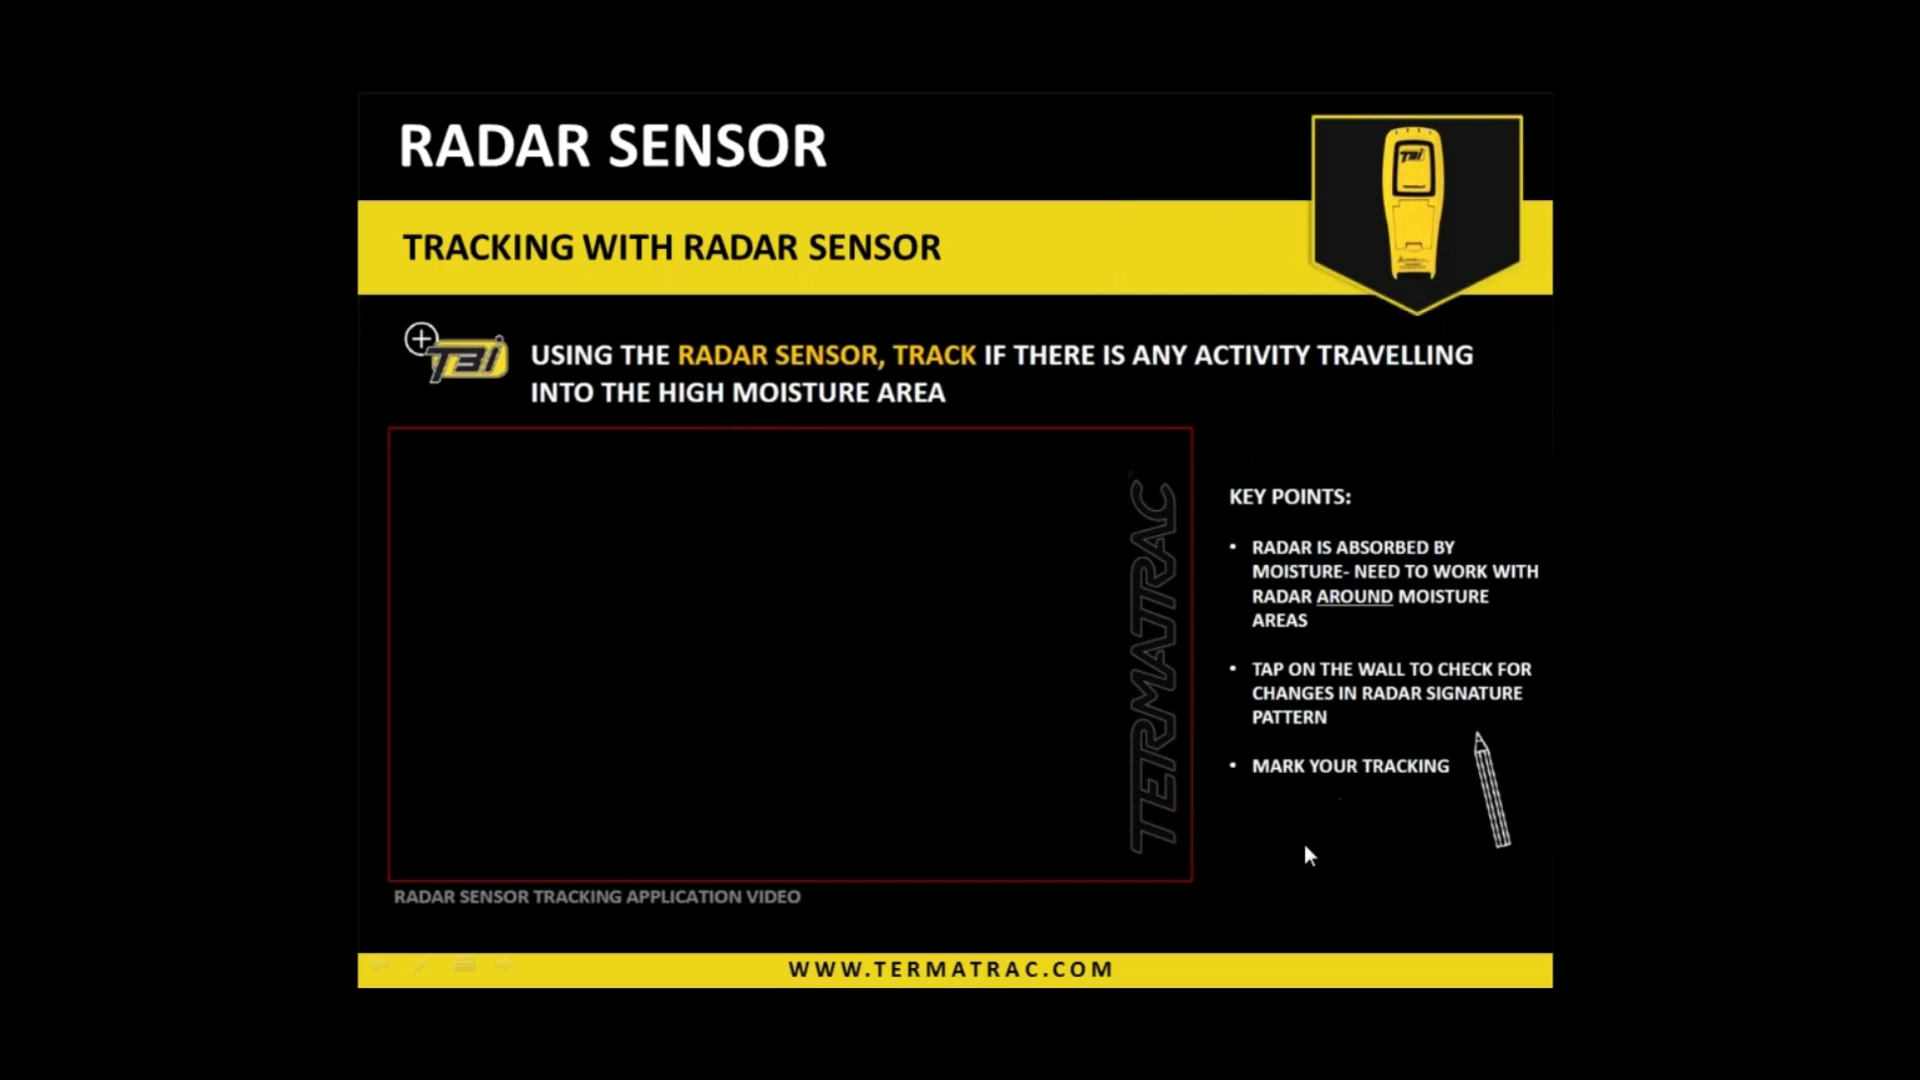 RADAR SENSOR
T3i
TRACKING WITH RADAR SENSOR
T3i
USING THE RADAR SENSOR, TRACK IF THERE IS ANY ACTIVITY TRAVELLING
INTO THE HIGH MOISTURE AREA
TERMATRAC
KEY POINTS:
• RADAR IS ABSORBED BY
MOISTURE- NEED TO WORK WITH
RADAR AROUND MOISTURE
AREAS
• TAP ON THE WALL TO CHECK FOR
CHANGES IN RADAR SIGNATURE
PATTERN
• MARK YOUR TRACKING
RADAR SENSOR TRACKING APPLICATION VIDEO
WWW.TERMATRAC.COM